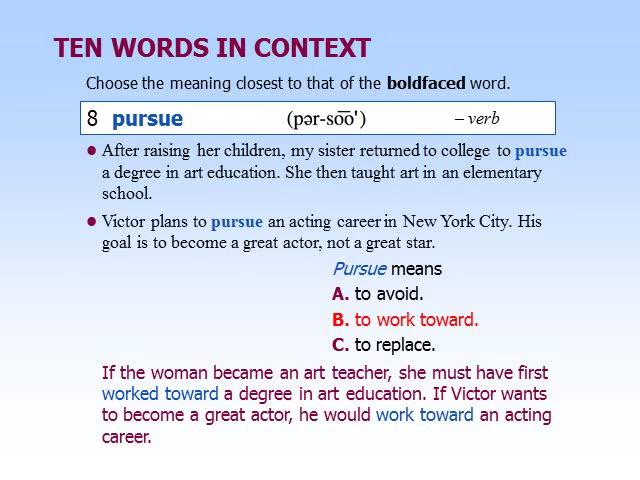 TEN WORDS IN CONTEXT
Choose the meaning closest to that of the boldfaced word.
8 pursue (pər-so͞o') – verb
● After raising her children, my sister returned to college to pursue
a degree in art education. She then taught art in an elementary
school.
● Victor plans to pursue an acting career in New York City. His
goal is to become a great actor, not a great star.
Pursue means
A. to avoid.
B. to work toward.
C. to replace.
If the woman became an art teacher, she must have first
worked toward a degree in art education. If Victor wants
to become a great actor, he would work toward an acting
career.